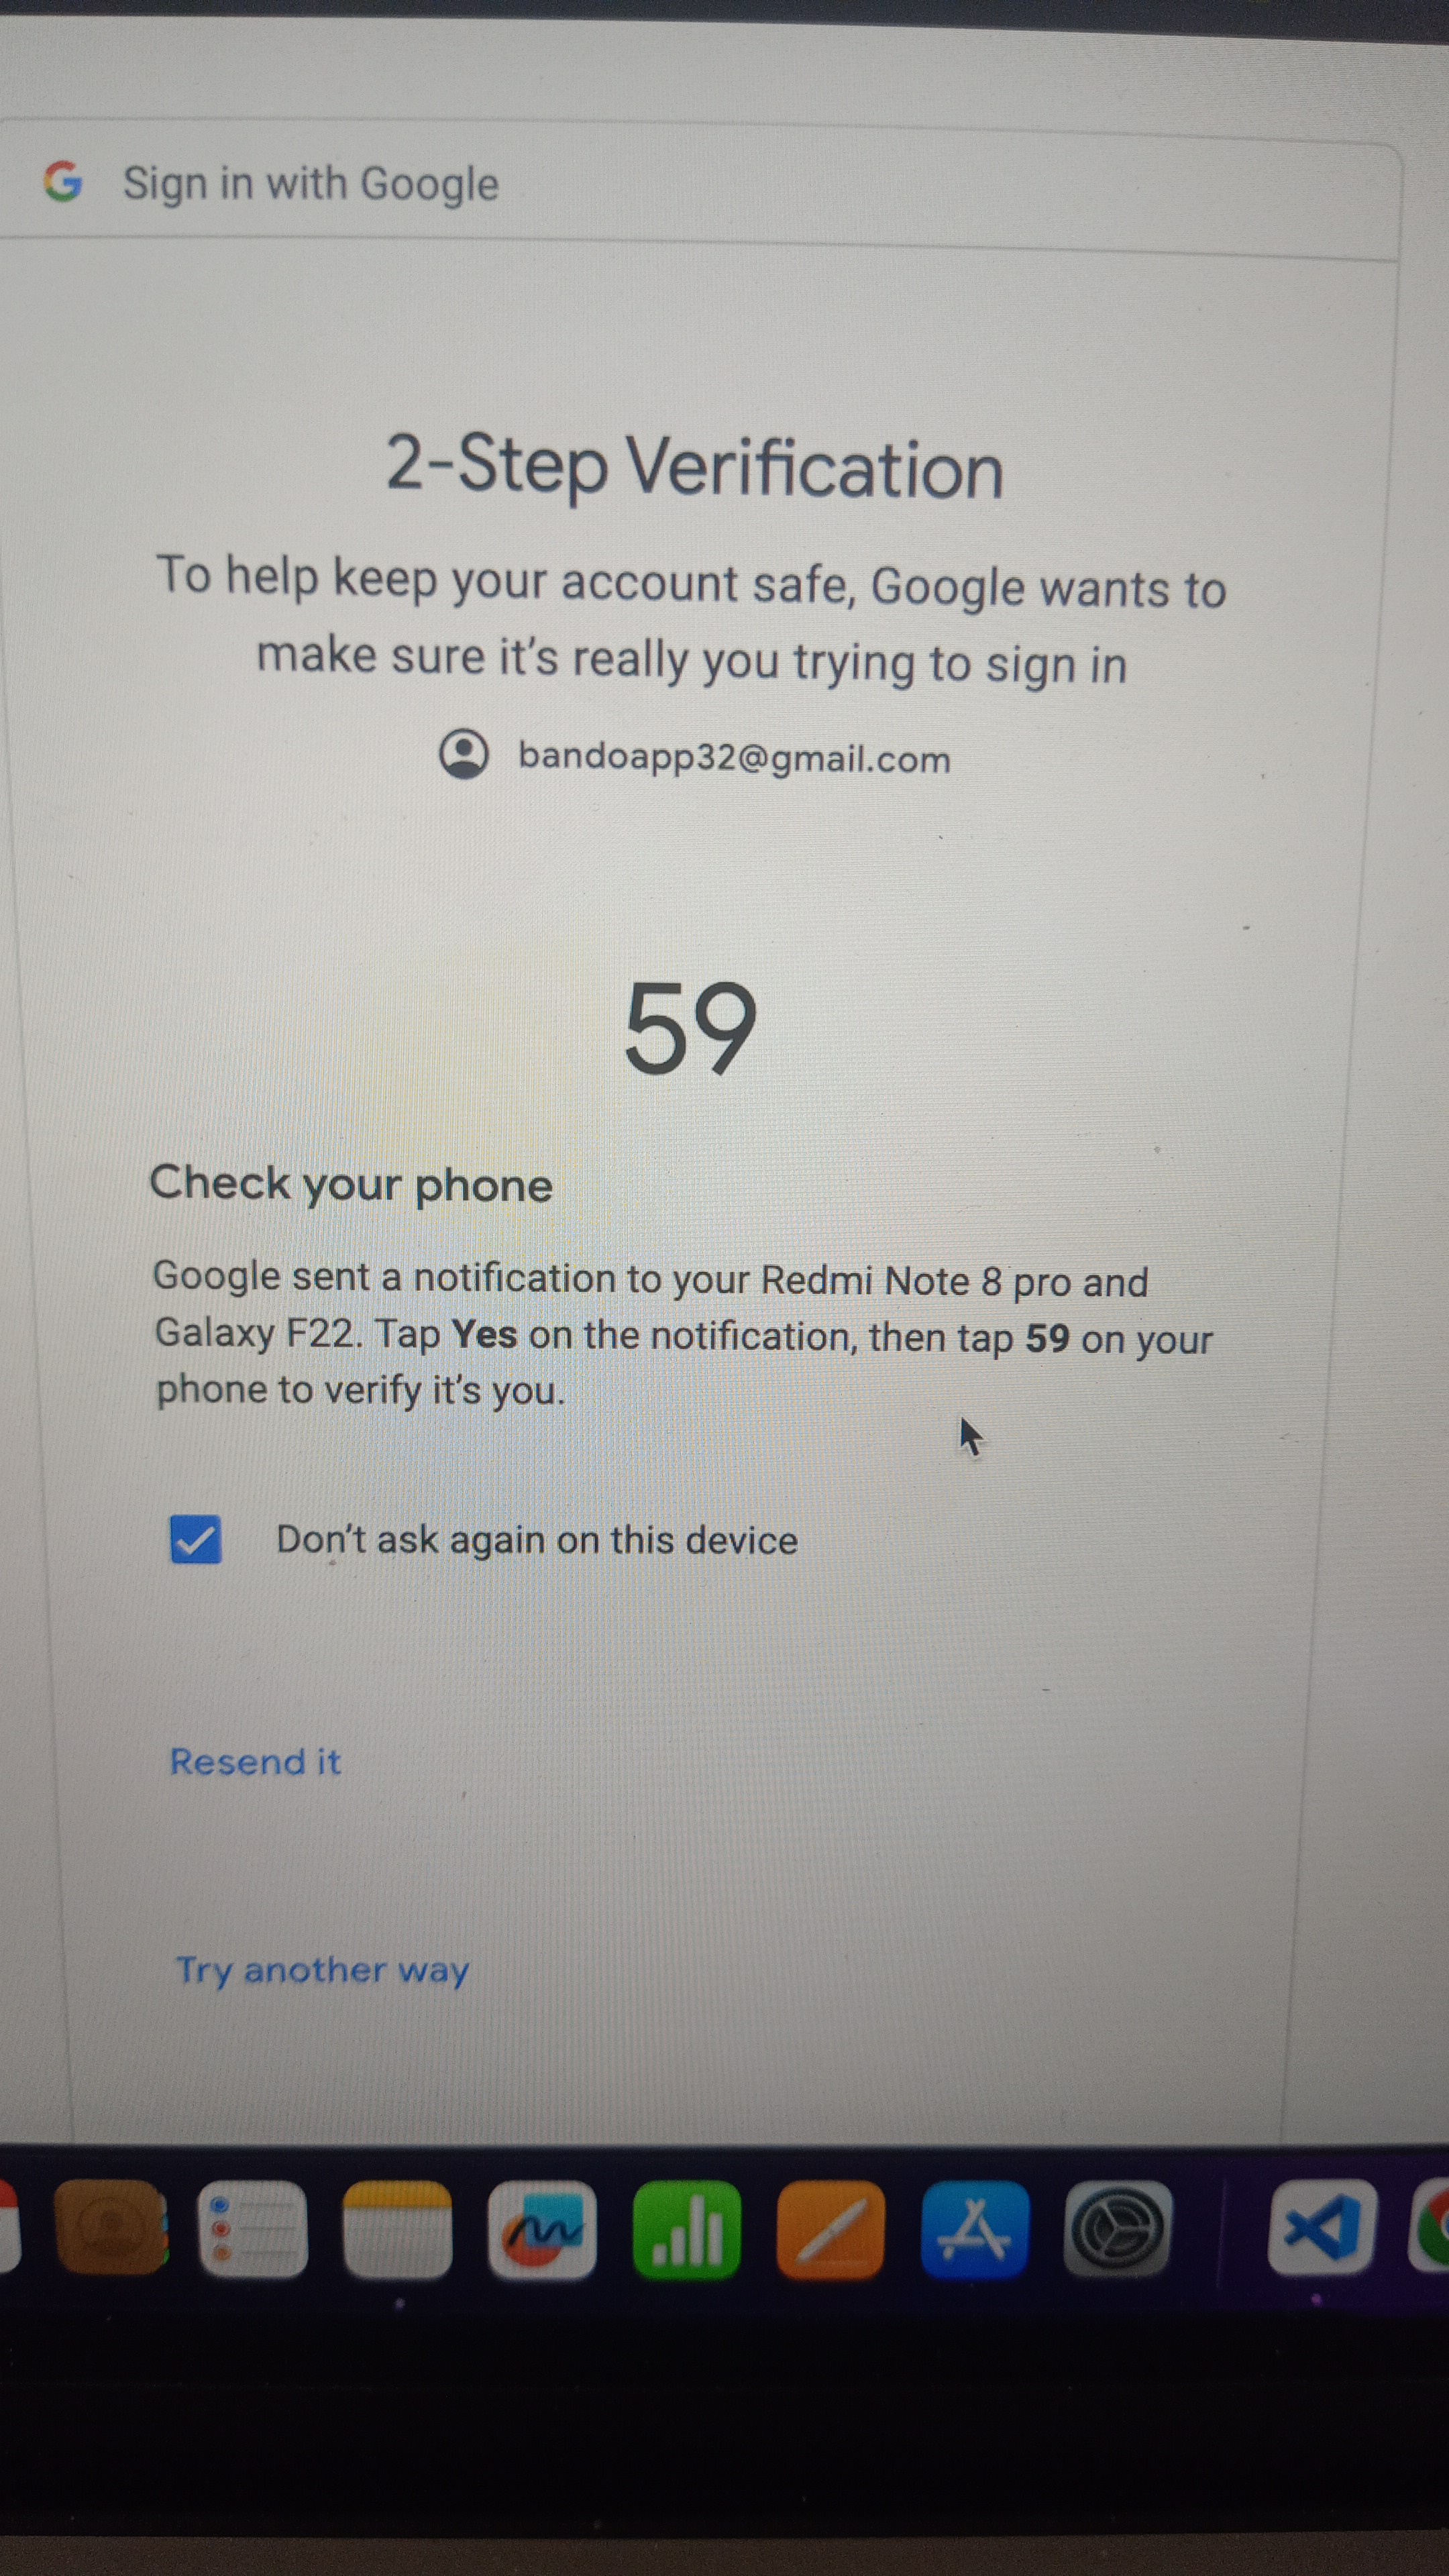 Sign in with Google
2-Step Verification
To help keep your account safe, Google wants to
make sure it's really you trying to sign in
bandoapp32@gmail.com
59
Check your phone
Google sent a notification to your Redmi Note 8 pro and
Galaxy F22. Tap Yes on the notification, then tap 59 on your
phone to verify it's you.
Don't ask again on this device
Resend it
Try another way